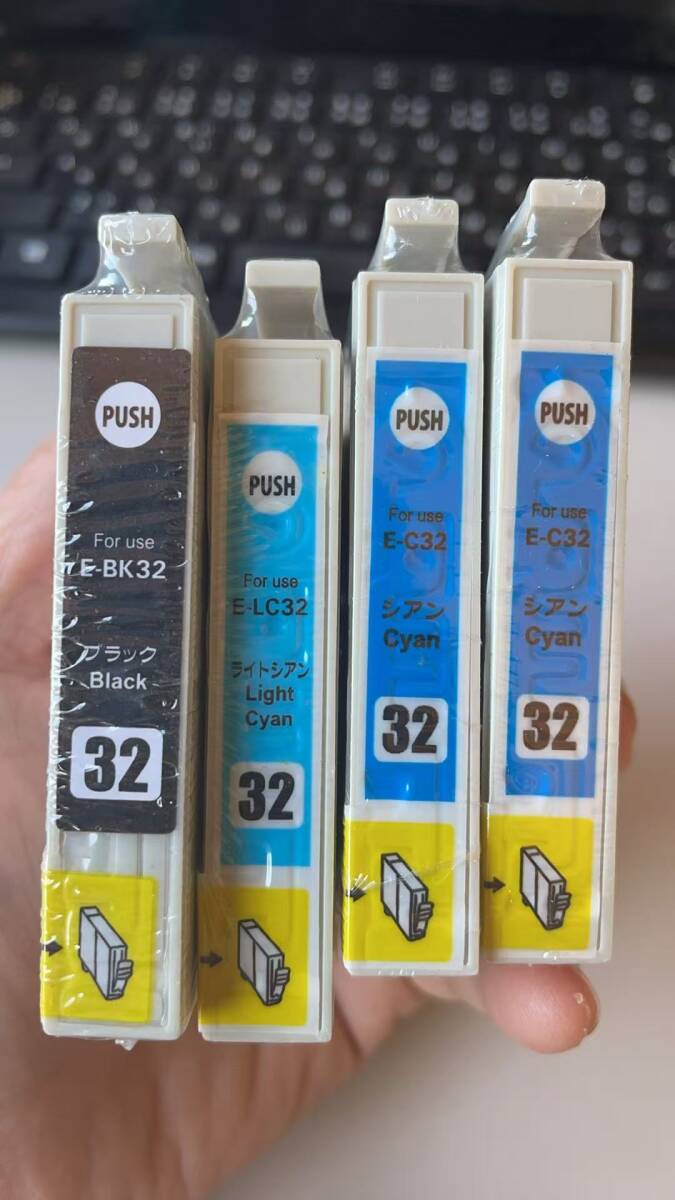 PUSH
For use
E-BK32
ブラック
Black
32
PUSH
For use
E-LC32
ライトシアン
Light
Cyan
32
PUSH
For use
E-C32
シアン
Cyan
32
PUSH
For use
E-C32
シアン
Cyan
32